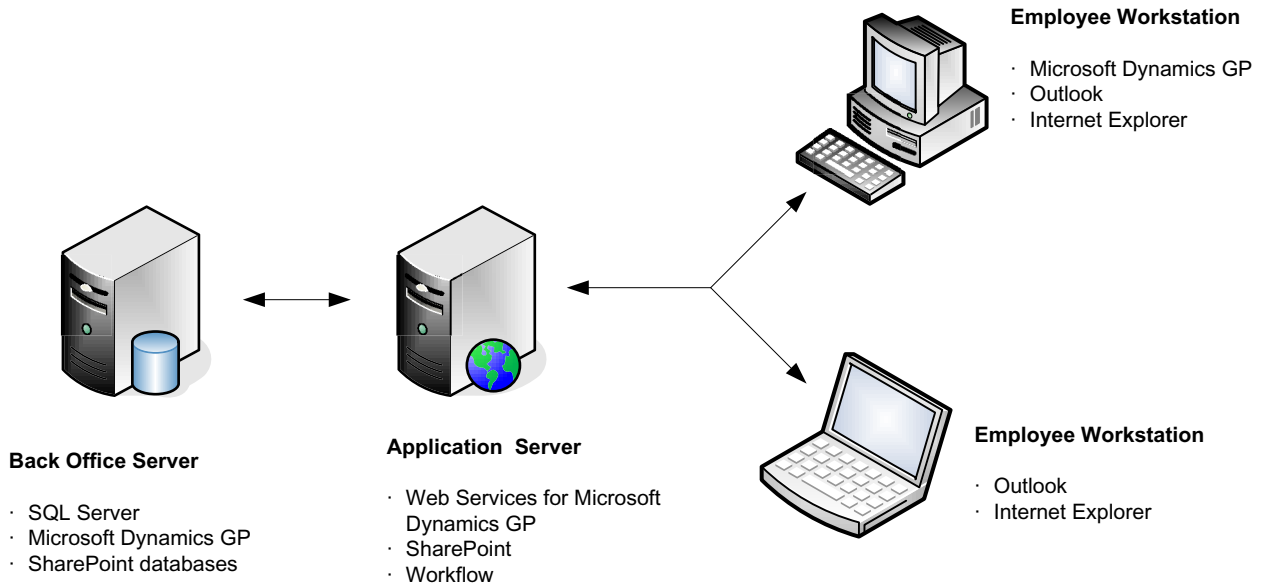 Employee Workstation
· Microsoft Dynamics GP
· Outlook
· Internet Explorer
Back Office Server
· SQL Server
· Microsoft Dynamics GP
· SharePoint databases
Application Server
· Web Services for Microsoft
Dynamics GP
· SharePoint
· Workflow
Employee Workstation
· Outlook
· Internet Explorer